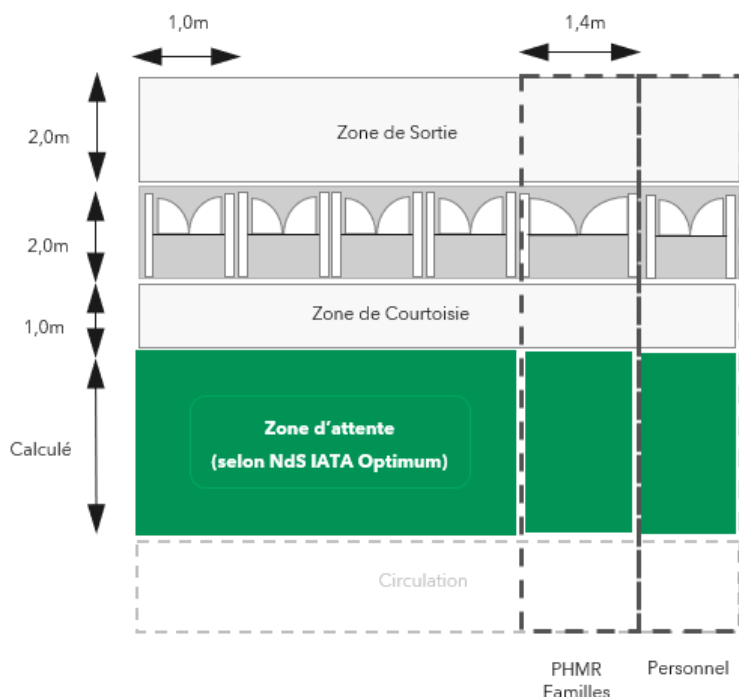 1,0m
1,4m
2,0m
Zone de Sortie
2,0m
1,0m
Zone de Courtoisie
Calculé
Zone d'attente
(selon NdS IATA Optimum)
Circulation
PHMR
Familles
Personnel